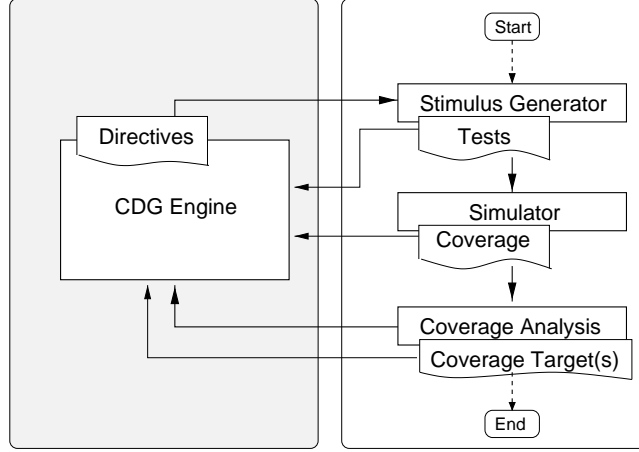 Start
Stimulus Generator
Directives
Tests
CDG Engine
Simulator
Coverage
Coverage Analysis
Coverage Target(s)
End